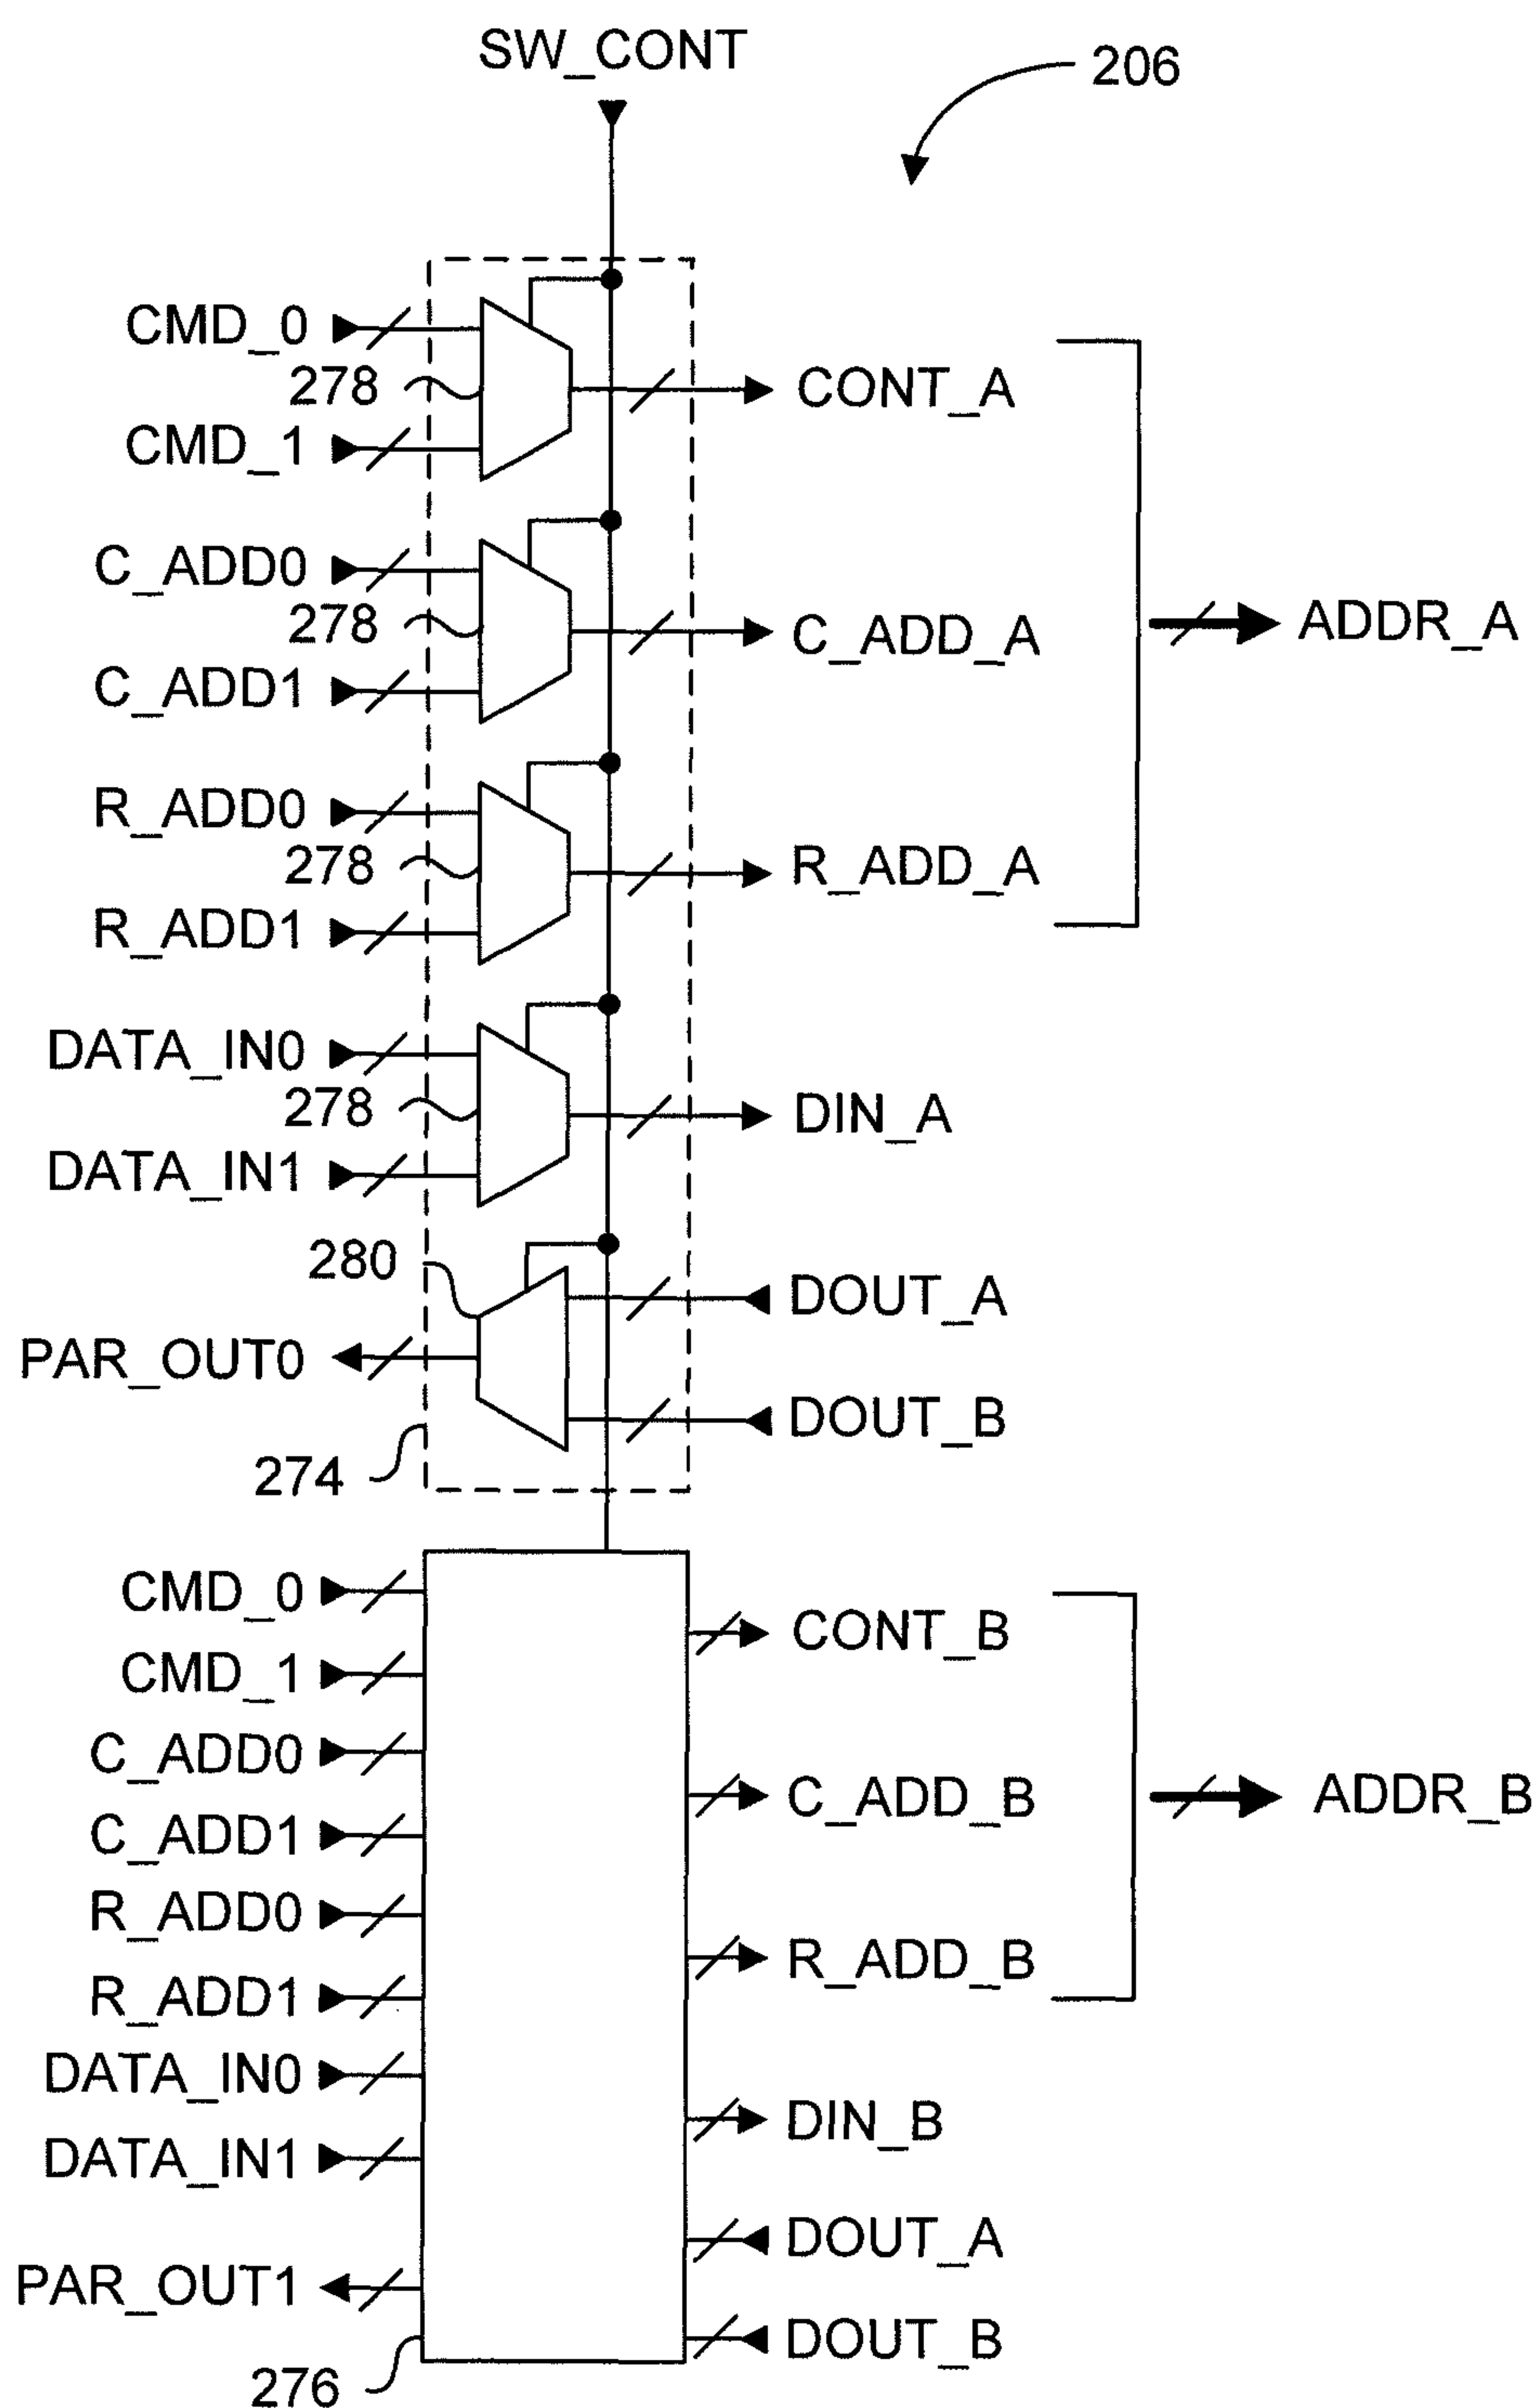 SW_CONT
206
CMD_0
278
CMD_1
CONT_A
C_ADD0
278
C_ADD1
C_ADD_A
ADDR_A
R_ADD0
278
R_ADD1
R_ADD_A
DATA_IN0
278
DATA_IN1
DIN_A
280
DOUT_A
PAR_OUT0
DOUT_B
274
CMD_0
CMD_1
CONT_B
C_ADD0
C_ADD1
C_ADD_B
ADDR_B
R_ADD0
R_ADD1
R_ADD_B
DATA_IN0
DATA_IN1
DIN_B
DOUT_A
PAR_OUT1
DOUT_B
276